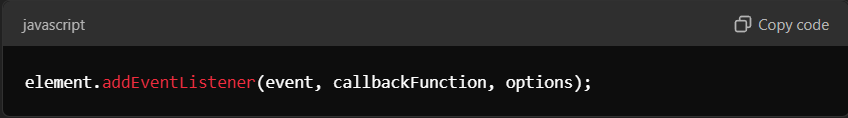 javascript
Copy code
element.addEventListener(event, callbackFunction, options);